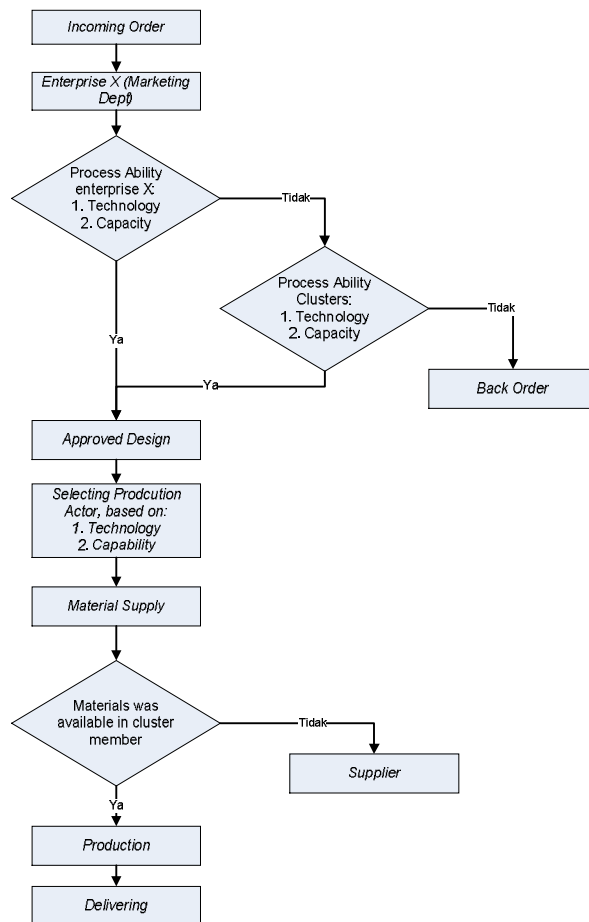 Incoming Order
Enterprise X (Marketing
Dept)
Process Ability
enterprise X:
1. Technology
2. Capacity
Tidak
Process Ability
Clusters:
1. Technology
2. Capacity
Tidak
Ya
Ya
Back Order
Approved Design
Selecting Prodcution
Actor, based on:
1. Technology
2. Capability
Material Supply
Materials was
available in cluster
member
Tidak
Supplier
Ya
Production
Delivering